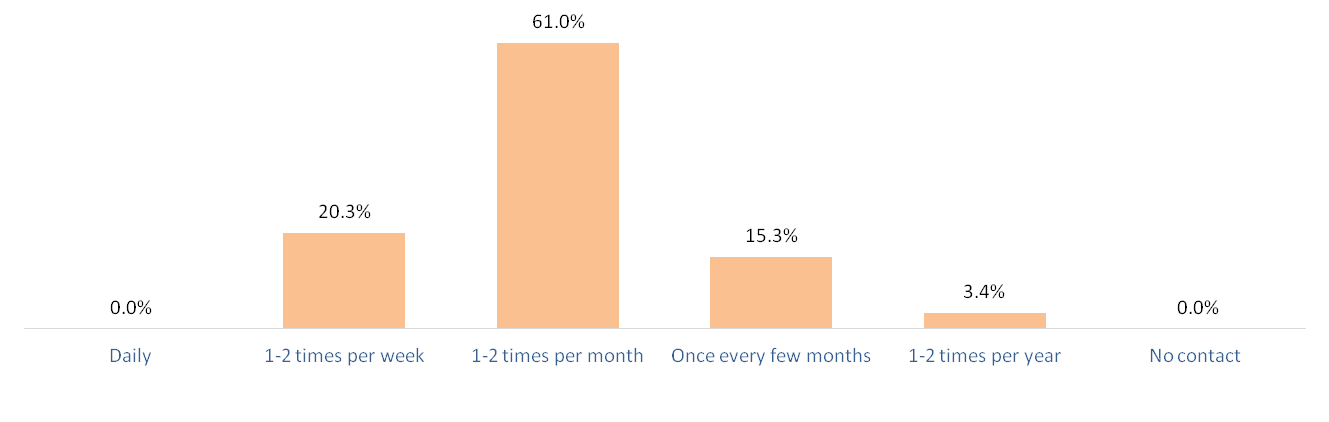 61.0%
20.3%
15.3%
3.4%
0.0%
0.0%
Daily
1-2 times per week
1-2 times per month
Once every few months
1-2 times per year
No contact